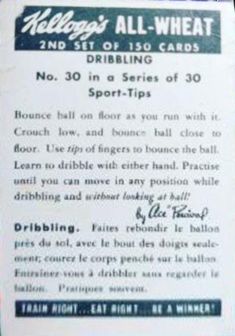 Kellogg's ALL-WHEAT
2ND SET OF 150 CARDS
DRIBBLING
No. 30 in a Series of 30
Sport-Tips
Bounce ball on floor as you run with it.
Crouch low, and bounce ball close to
floor. Use tips of fingers to bounce the ball.
Learn to dribble with either hand. Practise
until you can move in any position while
dribbling and without looking at ball!
by "Ace" Percival
Dribbling. Faites rebondir le ballon
près du sol, avec le bout des doigts seule-
ment; courez le corps penché sur le ballon.
Entraînez-vous à dribbler sans regarder le
ballon. Pratiquez souvent.
TRAIN RIGHT... EAT RIGHT... BE A WINNER!